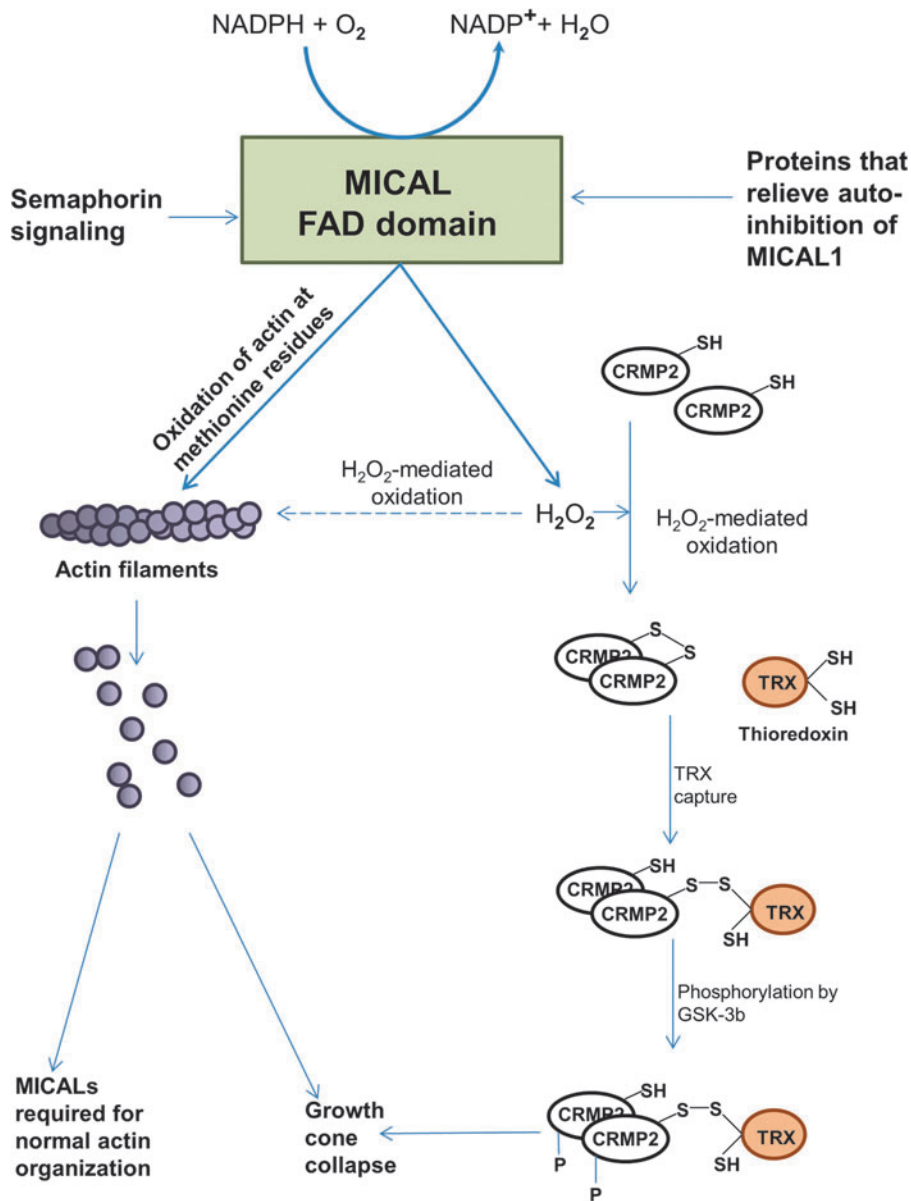 NADPH + O₂
NADP⁺ + H₂O
MICAL
FAD domain
Semaphorin
signaling
Proteins that
relieve auto-
inhibition of
MICAL1
Oxidation of actin at
methionine residues
SH
CRMP2
SH
CRMP2
H₂O₂-mediated
oxidation
H₂O₂
H₂O₂-mediated
oxidation
Actin filaments
S
S
CRMP2
CRMP2
SH
TRX
SH
Thioredoxin
TRX
capture
SH
CRMP2
S S
CRMP2
TRX
SH
Phosphorylation by
GSK-3b
MICALs
required for
normal actin
organization
Growth
cone
collapse
SH
CRMP2
S S
CRMP2
TRX
SH
P
P